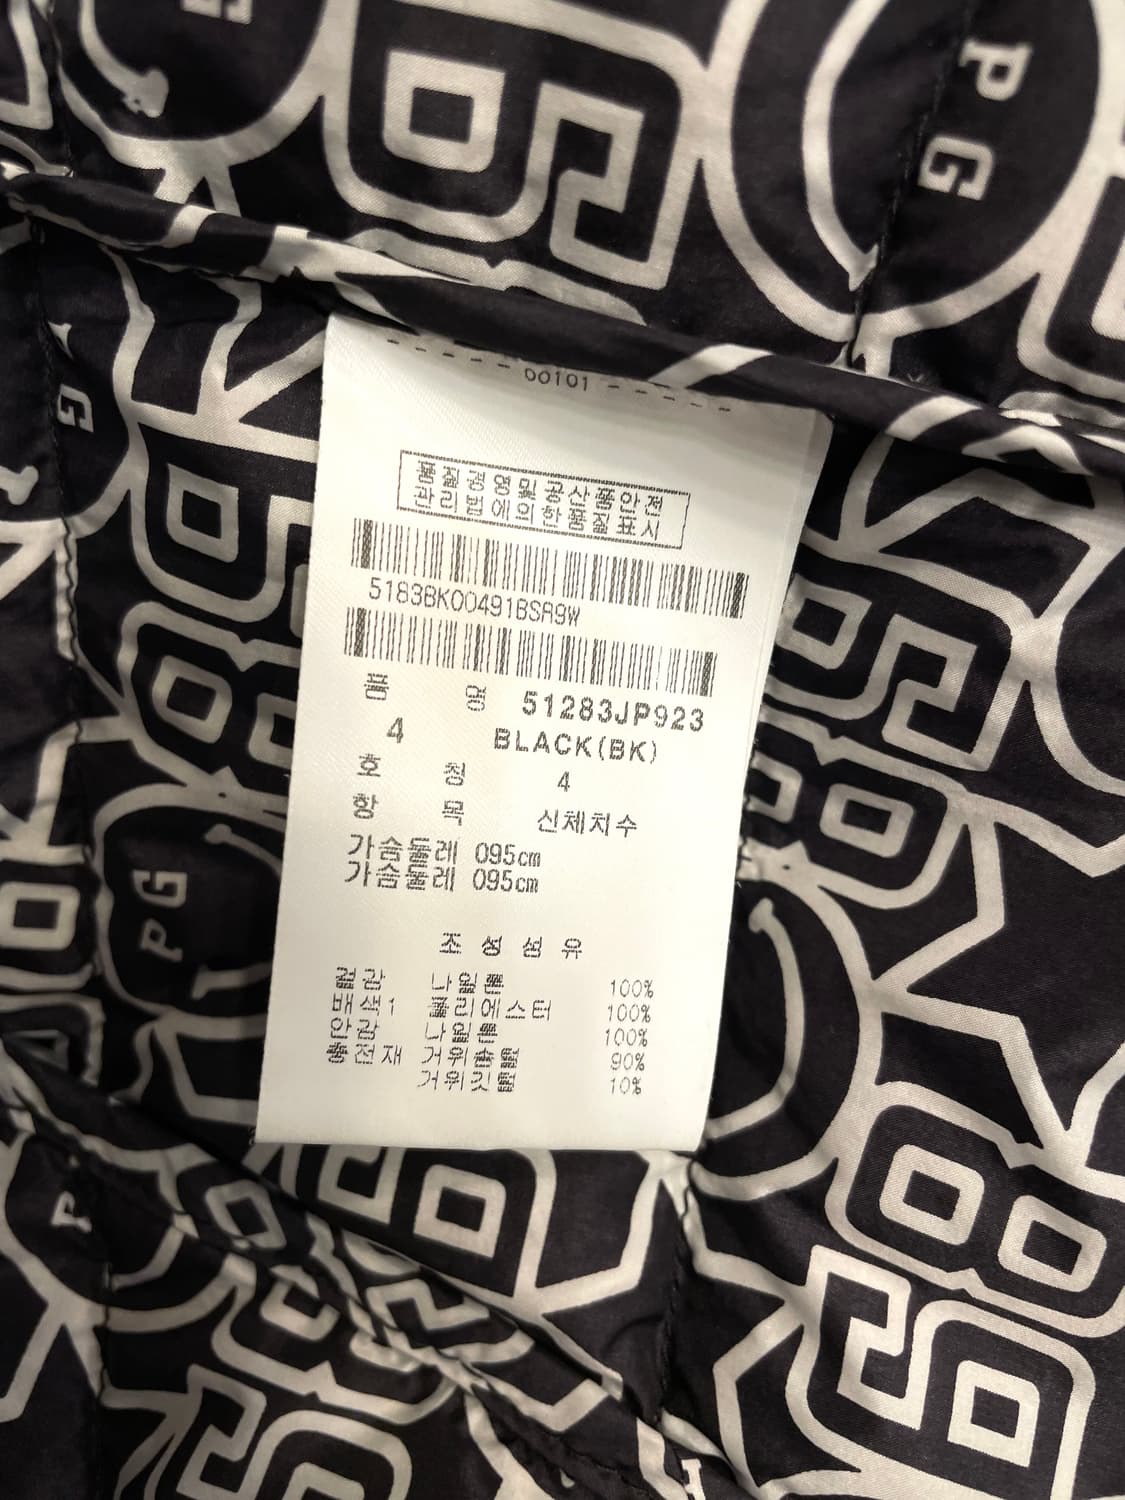 60101
품질경영및공산품안전
관리법에의한품질표시
5183BK00491BSR9W
품 명 51283JP923
4 BLACK(BK)
호 칭 4
항 목 신체치수
가슴둘레 095cm
가슴둘레 095cm
조성섬유
겉감 나일론 100%
배색1 폴리에스터 100%
안감 나일론 100%
충전재 거위솜털 90%
거위깃털 10%
PG
PG